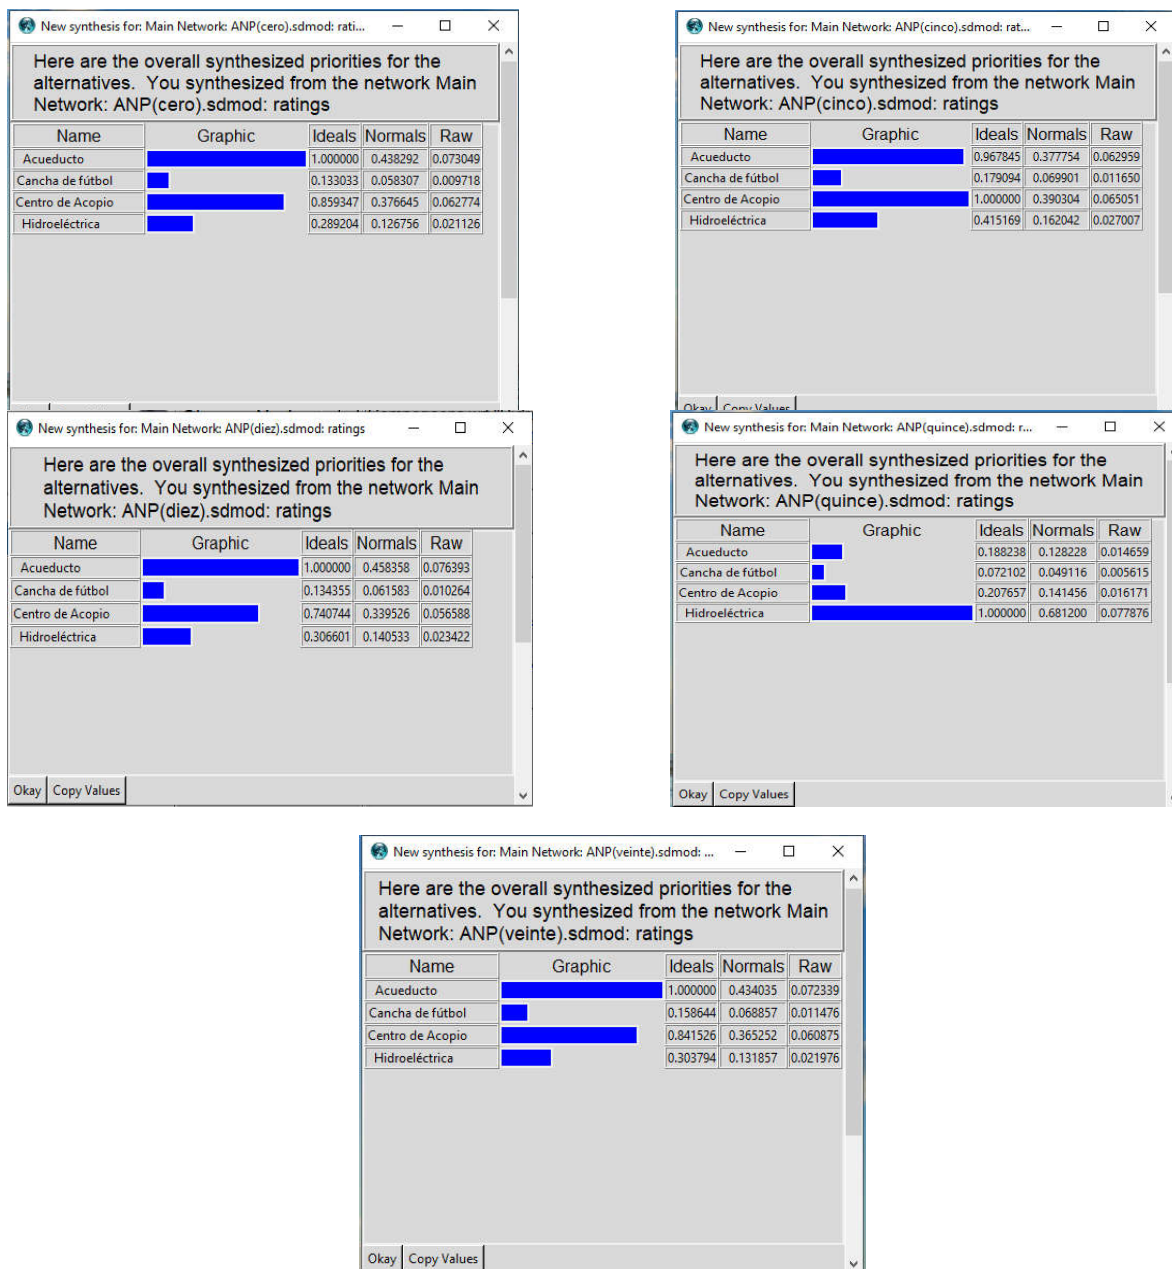 New synthesis for: Main Network: ANP(cero).sdmod: rati...
Here are the overall synthesized priorities for the
alternatives. You synthesized from the network Main
Network: ANP(cero).sdmod: ratings
Name Graphic Ideals Normals Raw
Acueducto 1.000000 0.438292 0.073049
Cancha de fútbol 0.133033 0.058307 0.009718
Centro de Acopio 0.859347 0.376645 0.062774
Hidroeléctrica 0.289204 0.126756 0.021126
New synthesis for: Main Network: ANP(cinco).sdmod: rat...
Here are the overall synthesized priorities for the
alternatives. You synthesized from the network Main
Network: ANP(cinco).sdmod: ratings
Name Graphic Ideals Normals Raw
Acueducto 0.967845 0.377754 0.062959
Cancha de fútbol 0.179094 0.069901 0.011650
Centro de Acopio 1.000000 0.390304 0.065051
Hidroeléctrica 0.415169 0.162042 0.027007
Okay Copy Values
New synthesis for: Main Network: ANP(diez).sdmod: ratings
Here are the overall synthesized priorities for the
alternatives. You synthesized from the network Main
Network: ANP(diez).sdmod: ratings
Name Graphic Ideals Normals Raw
Acueducto 1.000000 0.458358 0.076393
Cancha de fútbol 0.134355 0.061583 0.010264
Centro de Acopio 0.740744 0.339526 0.056588
Hidroeléctrica 0.306601 0.140533 0.023422
Okay Copy Values
New synthesis for: Main Network: ANP(quince).sdmod: r...
Here are the overall synthesized priorities for the
alternatives. You synthesized from the network Main
Network: ANP(quince).sdmod: ratings
Name Graphic Ideals Normals Raw
Acueducto 0.188238 0.128228 0.014659
Cancha de fútbol 0.072102 0.049116 0.005615
Centro de Acopio 0.207657 0.141456 0.016171
Hidroeléctrica 1.000000 0.681200 0.077876
Okay Copy Values
New synthesis for: Main Network: ANP(veinte).sdmod: ...
Here are the overall synthesized priorities for the
alternatives. You synthesized from the network Main
Network: ANP(veinte).sdmod: ratings
Name Graphic Ideals Normals Raw
Acueducto 1.000000 0.434035 0.072339
Cancha de fútbol 0.158644 0.068857 0.011476
Centro de Acopio 0.841526 0.365252 0.060875
Hidroeléctrica 0.303794 0.131857 0.021976
Okay Copy Values